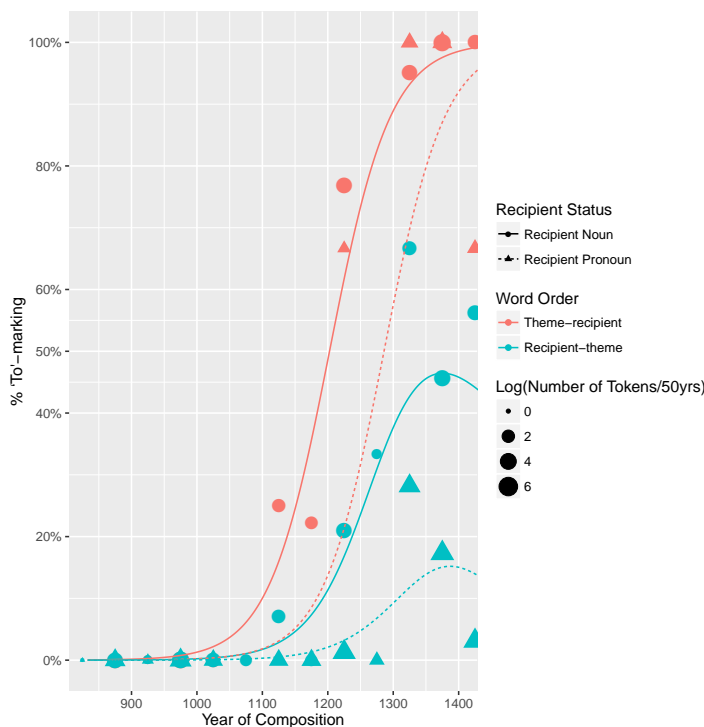 100%
80%
60%
50%
40%
20%
0%
% 'To'−marking
900
1000
1100
1200
1300
1400
Year of Composition
Recipient Status
Recipient Noun
Recipient Pronoun
Word Order
Theme−recipient
Recipient−theme
Log(Number of Tokens/50yrs)
0
2
4
6